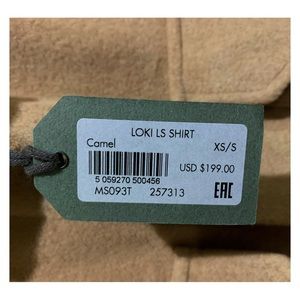 LOKI LS SHIRT
Camel XS/S
USD $199.00
5 059270 500456
MS093T 257313
EAC